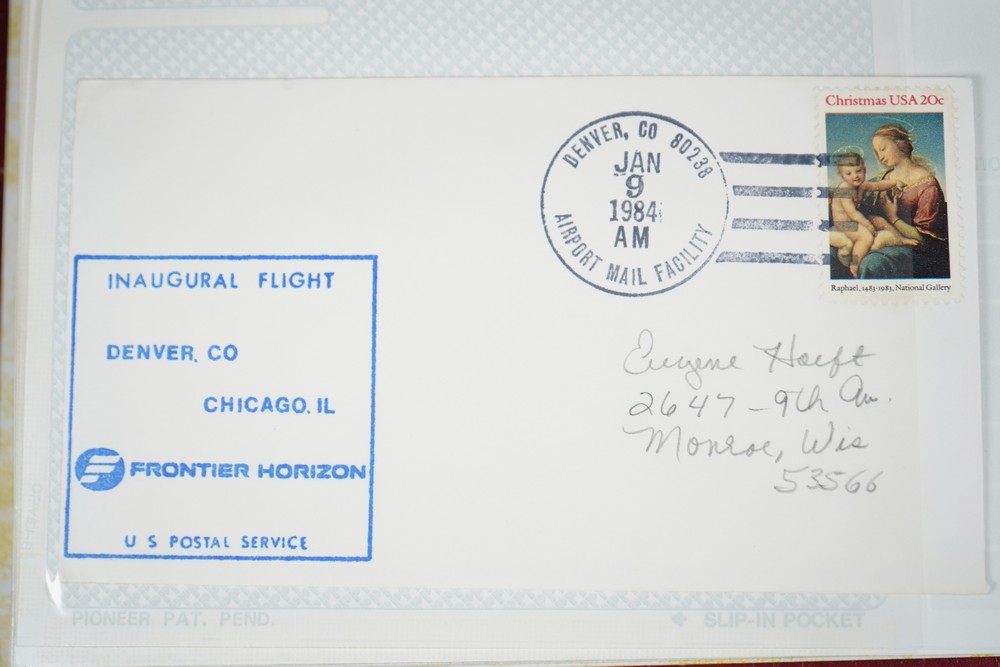 DENVER, CO 80238
JAN
9
1984
AM
AIRPORT MAIL FACILITY
Christmas USA 20c
Raphael, 1483-1983, National Gallery
INAUGURAL FLIGHT
DENVER, CO
CHICAGO, IL
FRONTIER HORIZON
U S POSTAL SERVICE
Eugene
2647 - 9th Av.
Monroe, Wis
53566
PIONEER PAT. PEND.
SLIP-IN POCKET